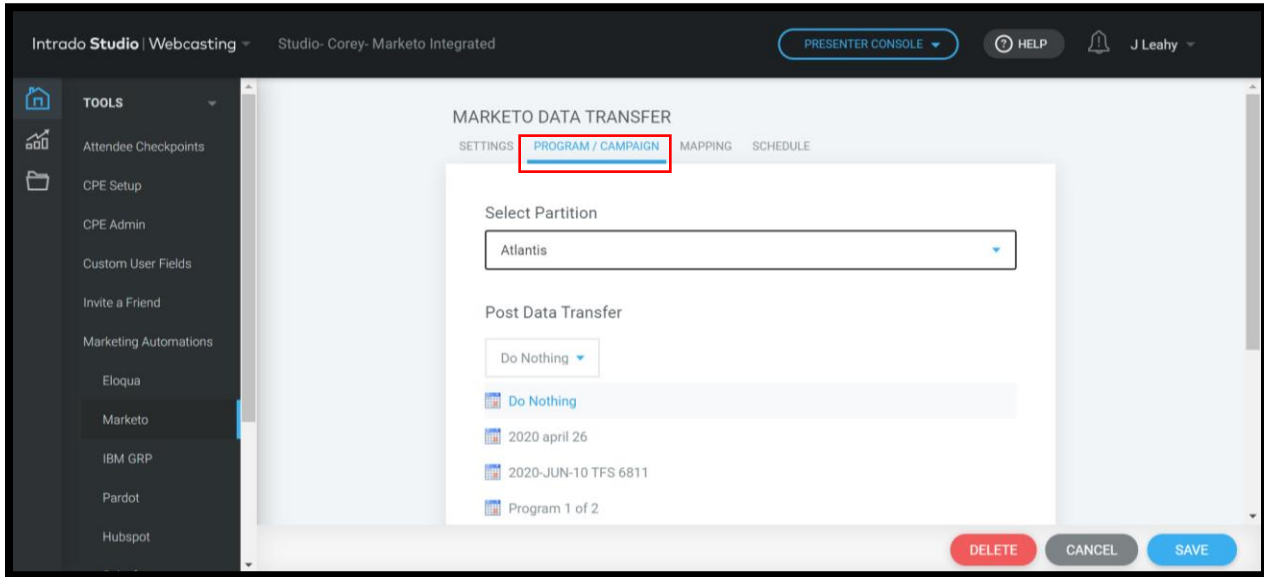 Intrado Studio | Webcasting
Studio- Corey- Marketo Integrated
PRESENTER CONSOLE
? HELP
J Leahy
TOOLS
Attendee Checkpoints
CPE Setup
CPE Admin
Custom User Fields
Invite a Friend
Marketing Automations
Eloqua
Marketo
IBM GRP
Pardot
Hubspot
MARKETO DATA TRANSFER
SETTINGS PROGRAM / CAMPAIGN MAPPING SCHEDULE
Select Partition
Atlantis
Post Data Transfer
Do Nothing
Do Nothing
2020 april 26
2020-JUN-10 TFS 6811
Program 1 of 2
DELETE CANCEL SAVE